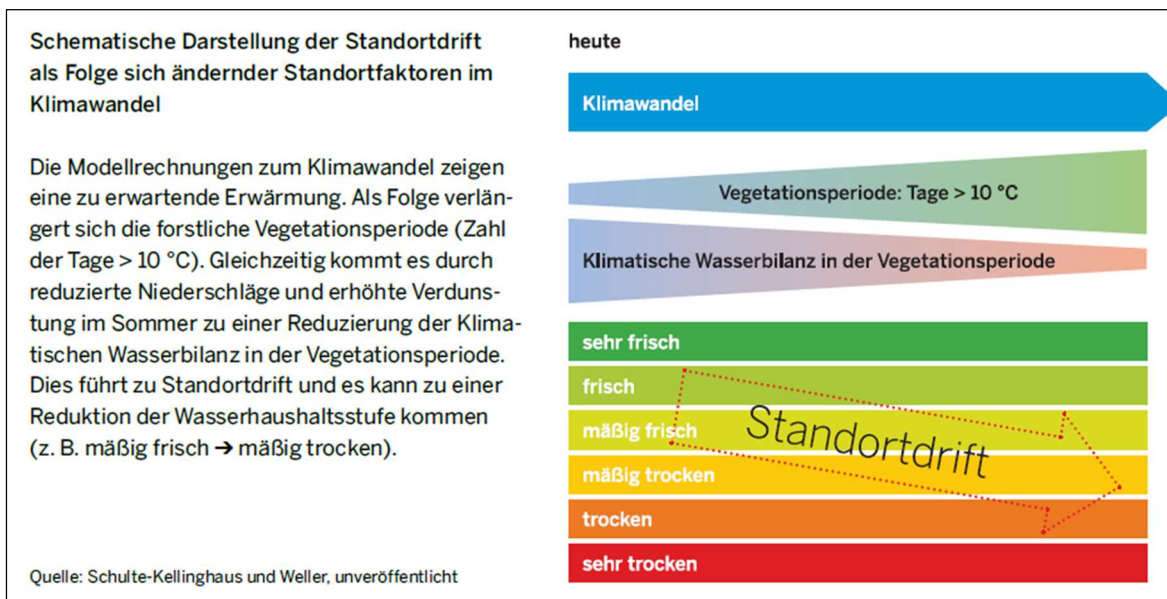 Schematische Darstellung der Standortdrift
als Folge sich ändernder Standortfaktoren im
Klimawandel
Die Modellrechnungen zum Klimawandel zeigen
eine zu erwartende Erwärmung. Als Folge verlän-
gert sich die forstliche Vegetationsperiode (Zahl
der Tage > 10 °C). Gleichzeitig kommt es durch
reduzierte Niederschläge und erhöhte Verduns-
tung im Sommer zu einer Reduzierung der Klima-
tischen Wasserbilanz in der Vegetationsperiode.
Dies führt zu Standortdrift und es kann zu einer
Reduktion der Wasserhaushaltsstufe kommen
(z. B. mäßig frisch ➔ mäßig trocken).
Quelle: Schulte-Kellinghaus und Weller, unveröffentlicht
heute
Klimawandel
Vegetationsperiode: Tage > 10 °C
Klimatische Wasserbilanz in der Vegetationsperiode
sehr frisch
frisch
mäßig frisch
Standortdrift
mäßig trocken
trocken
sehr trocken